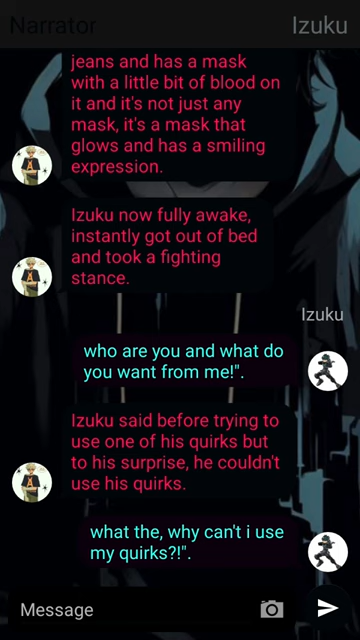 Narrator
Izuku
jeans and has a mask
with a little bit of blood on
it and it's not just any
mask, it's a mask that
glows and has a smiling
expression.
Izuku now fully awake,
instantly got out of bed
and took a fighting
stance.
Izuku
who are you and what do
you want from me!".
Izuku said before trying to
use one of his quirks but
to his surprise, he couldn't
use his quirks.
what the, why can't i use
my quirks?!".
Message